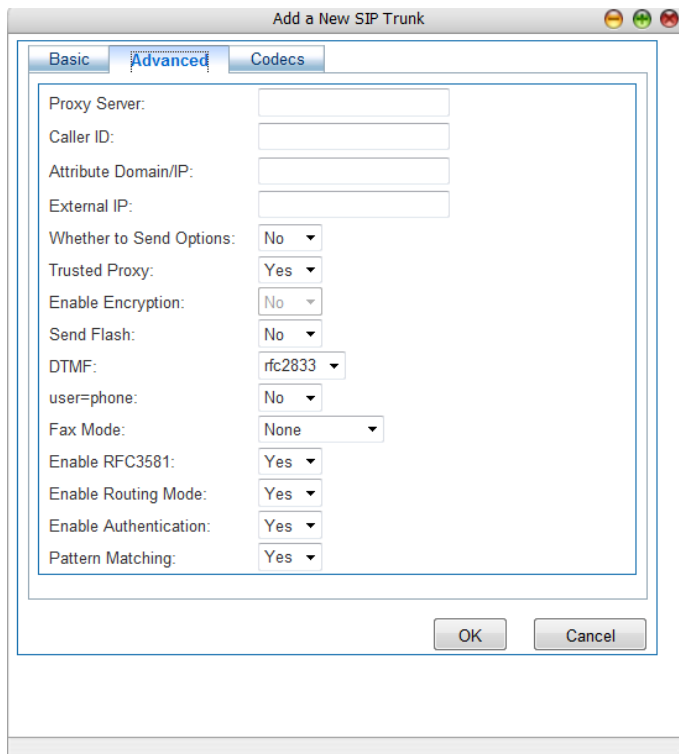 Add a New SIP Trunk
Basic Advanced Codecs
Proxy Server:
Caller ID:
Attribute Domain/IP:
External IP:
Whether to Send Options: No
Trusted Proxy: Yes
Enable Encryption: No
Send Flash: No
DTMF: rfc2833
user=phone: No
Fax Mode: None
Enable RFC3581: Yes
Enable Routing Mode: Yes
Enable Authentication: Yes
Pattern Matching: Yes
OK Cancel